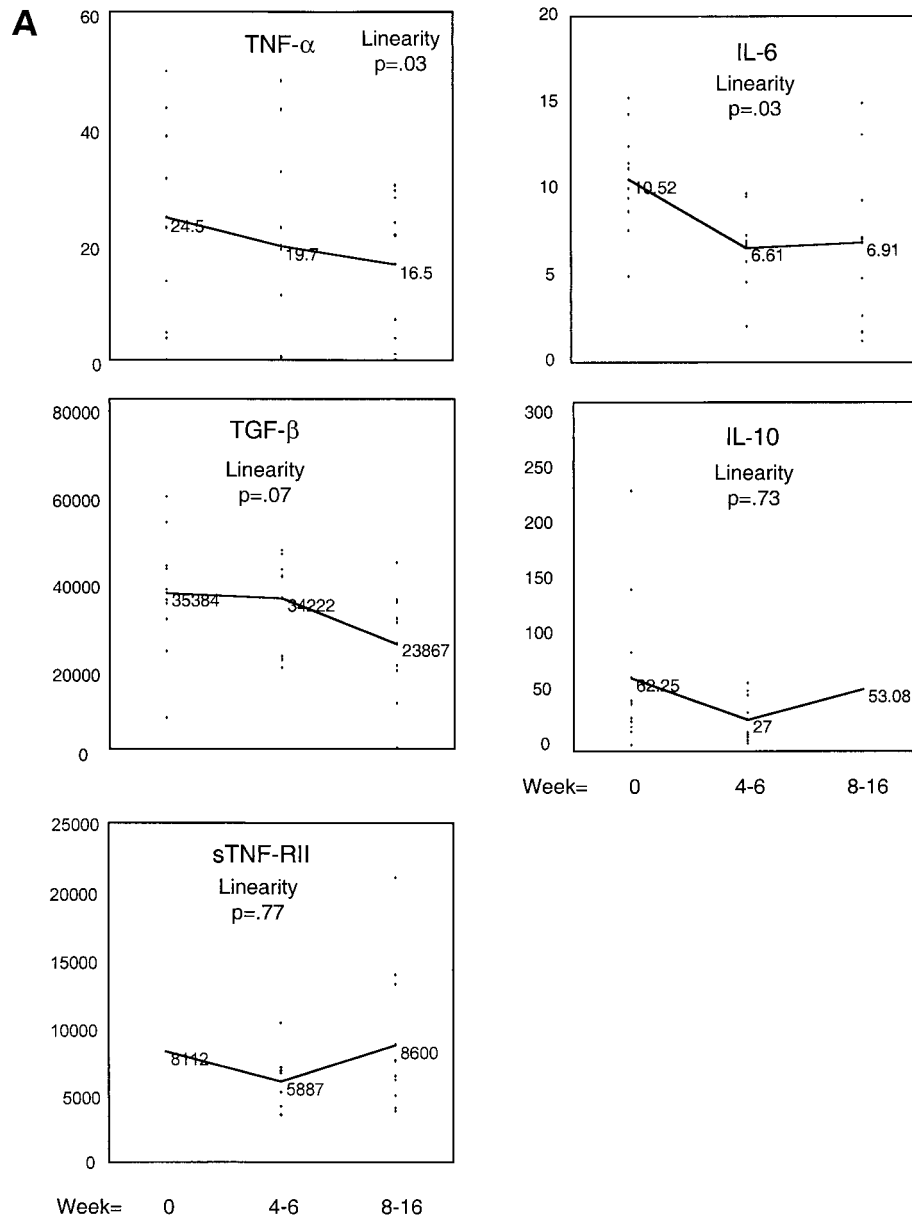 A
60
40
20
0
TNF-α
Linearity
p=.03
24.5
19.7
16.5
20
15
10
5
0
IL-6
Linearity
p=.03
10.52
6.61
6.91
80000
60000
40000
20000
0
TGF-β
Linearity
p=.07
35384
34222
23867
300
250
200
150
100
50
0
IL-10
Linearity
p=.73
62.25
27
53.08
Week= 0 4-6 8-16
25000
20000
15000
10000
5000
0
sTNF-RII
Linearity
p=.77
8112
5887
8600
Week= 0 4-6 8-16